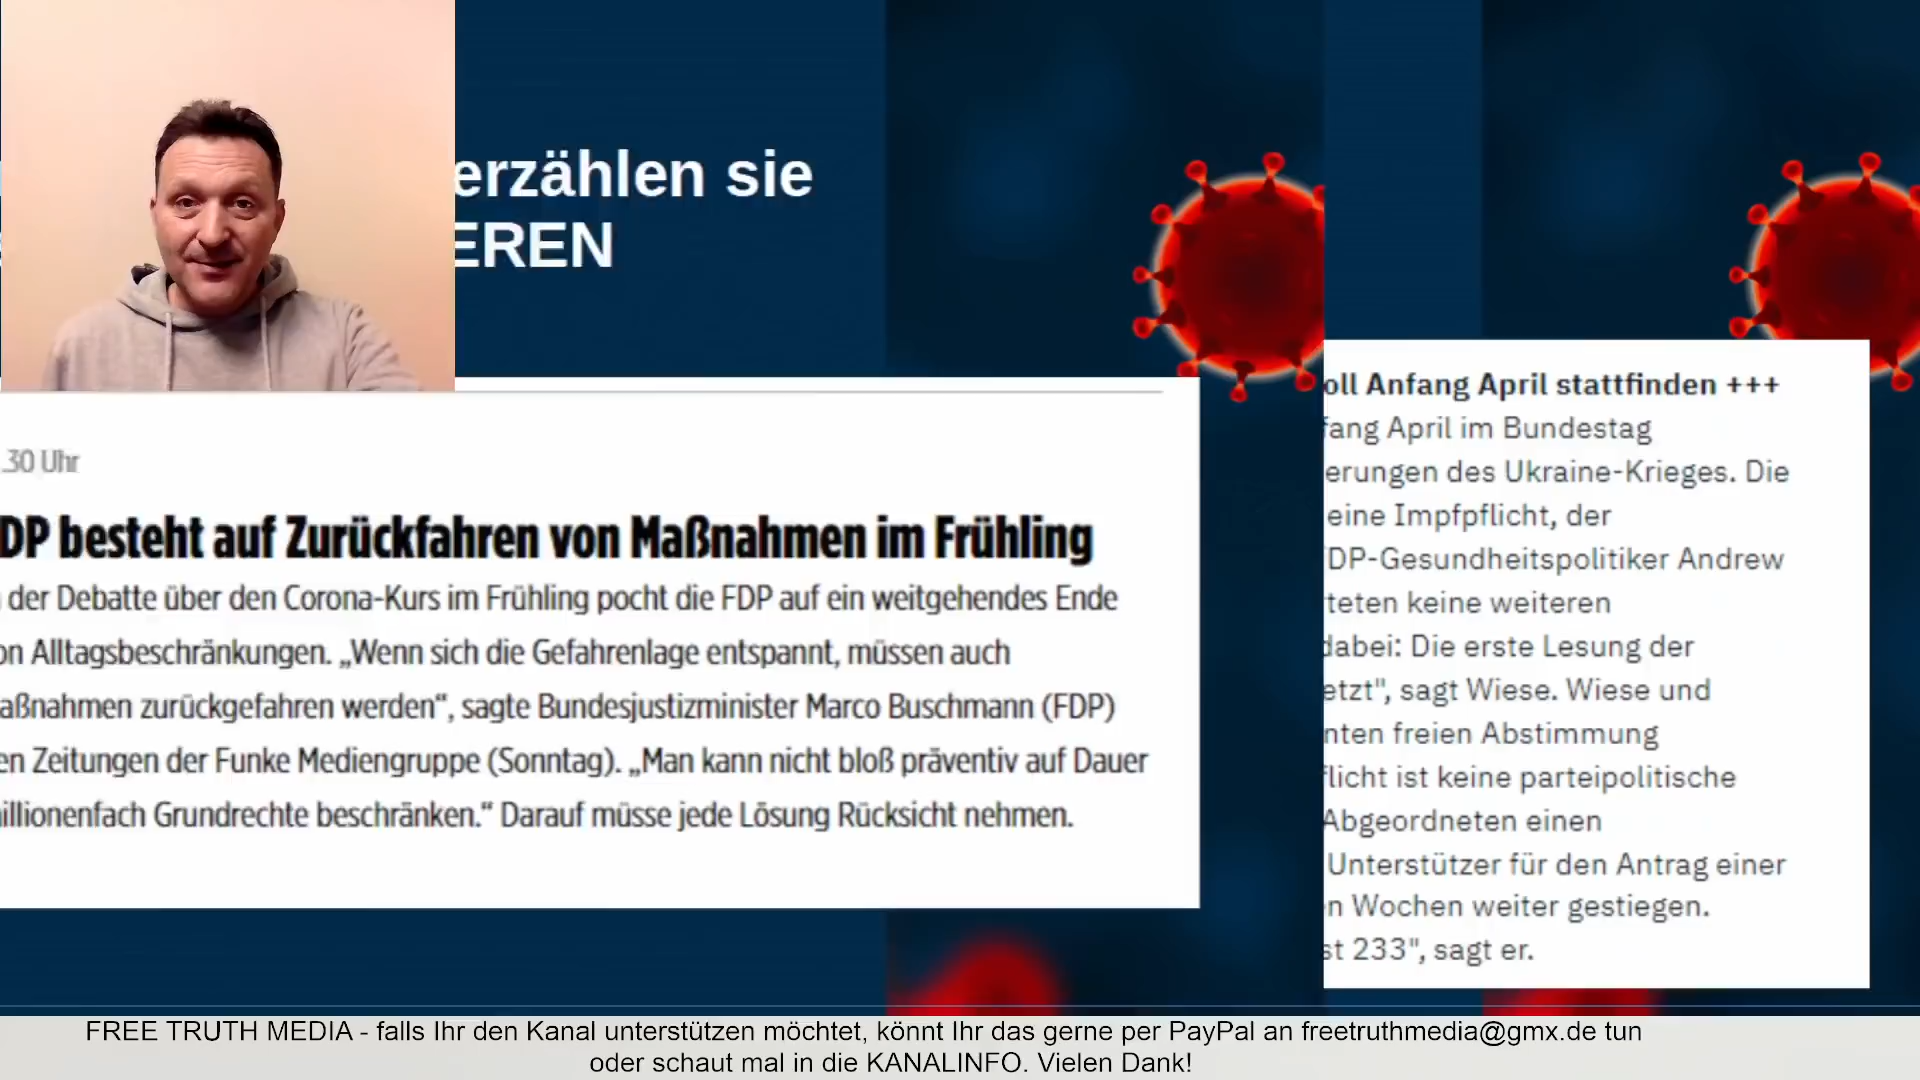 erzählen sie
EREN
.30 Uhr
DP besteht auf Zurückfahren von Maßnahmen im Frühling
der Debatte über den Corona-Kurs im Frühling pocht die FDP auf ein weitgehendes Ende
on Alltagsbeschränkungen. „Wenn sich die Gefahrenlage entspannt, müssen auch
aßnahmen zurückgefahren werden“, sagte Bundesjustizminister Marco Buschmann (FDP)
en Zeitungen der Funke Mediengruppe (Sonntag). „Man kann nicht bloß präventiv auf Dauer
illionenfach Grundrechte beschränken.“ Darauf müsse jede Lösung Rücksicht nehmen.
oll Anfang April stattfinden +++
fang April im Bundestag
erungen des Ukraine-Krieges. Die
eine Impfpflicht, der
DP-Gesundheitspolitiker Andrew
teten keine weiteren
dabei: Die erste Lesung der
etzt", sagt Wiese. Wiese und
nten freien Abstimmung
flicht ist keine parteipolitische
Abgeordneten einen
Unterstützer für den Antrag einer
n Wochen weiter gestiegen.
st 233", sagt er.
FREE TRUTH MEDIA - falls Ihr den Kanal unterstützen möchtet, könnt Ihr das gerne per PayPal an freetruthmedia@gmx.de tun
oder schaut mal in die KANALINFO. Vielen Dank!